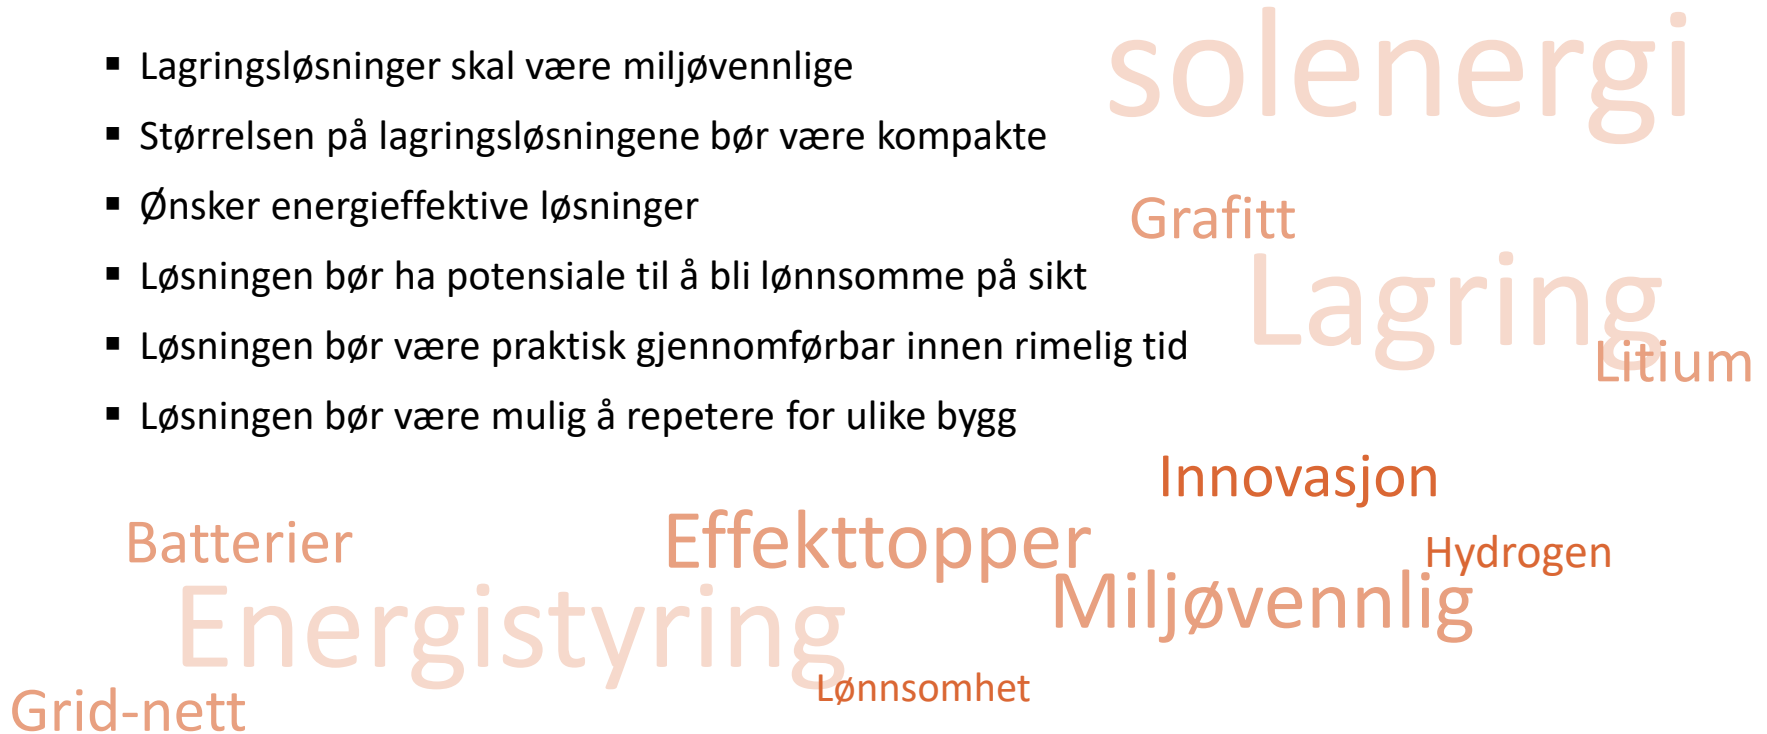 solenergi
▪ Lagringsløsninger skal være miljøvennlige
▪ Størrelsen på lagringsløsningene bør være kompakte
▪ Ønsker energieffektive løsninger
Grafitt
▪ Løsningen bør ha potensiale til å bli lønnsomme på sikt
Lagring
▪ Løsningen bør være praktisk gjennomførbar innen rimelig tid
Litium
▪ Løsningen bør være mulig å repetere for ulike bygg
Innovasjon
Batterier
Effekttopper
Hydrogen
Miljøvennlig
Energistyring
Lønnsomhet
Grid-nett